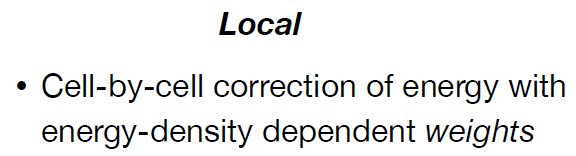 Local
• Cell-by-cell correction of energy with
energy-density dependent weights